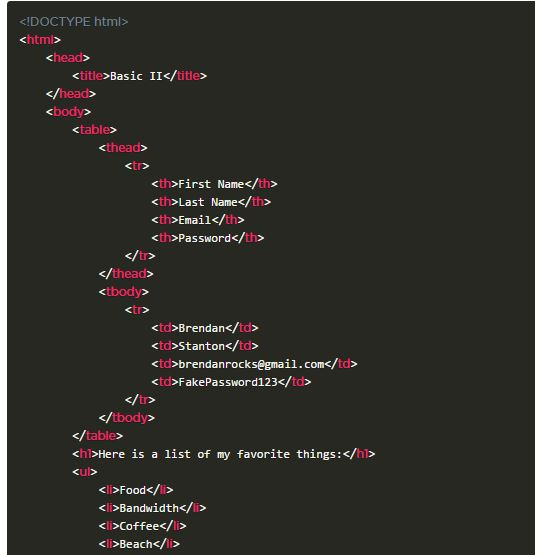 <!DOCTYPE html>
<html>
<head>
<title>Basic II</title>
</head>
<body>
<table>
<thead>
<tr>
<th>First Name</th>
<th>Last Name</th>
<th>Email</th>
<th>Password</th>
</tr>
</thead>
<tbody>
<tr>
<td>Brendan</td>
<td>Stanton</td>
<td>brendanrocks@gmail.com</td>
<td>FakePassword123</td>
</tr>
</tbody>
</table>
<h1>Here is a list of my favorite things:</h1>
<ul>
<li>Food</li>
<li>Bandwidth</li>
<li>Coffee</li>
<li>Beach</li>